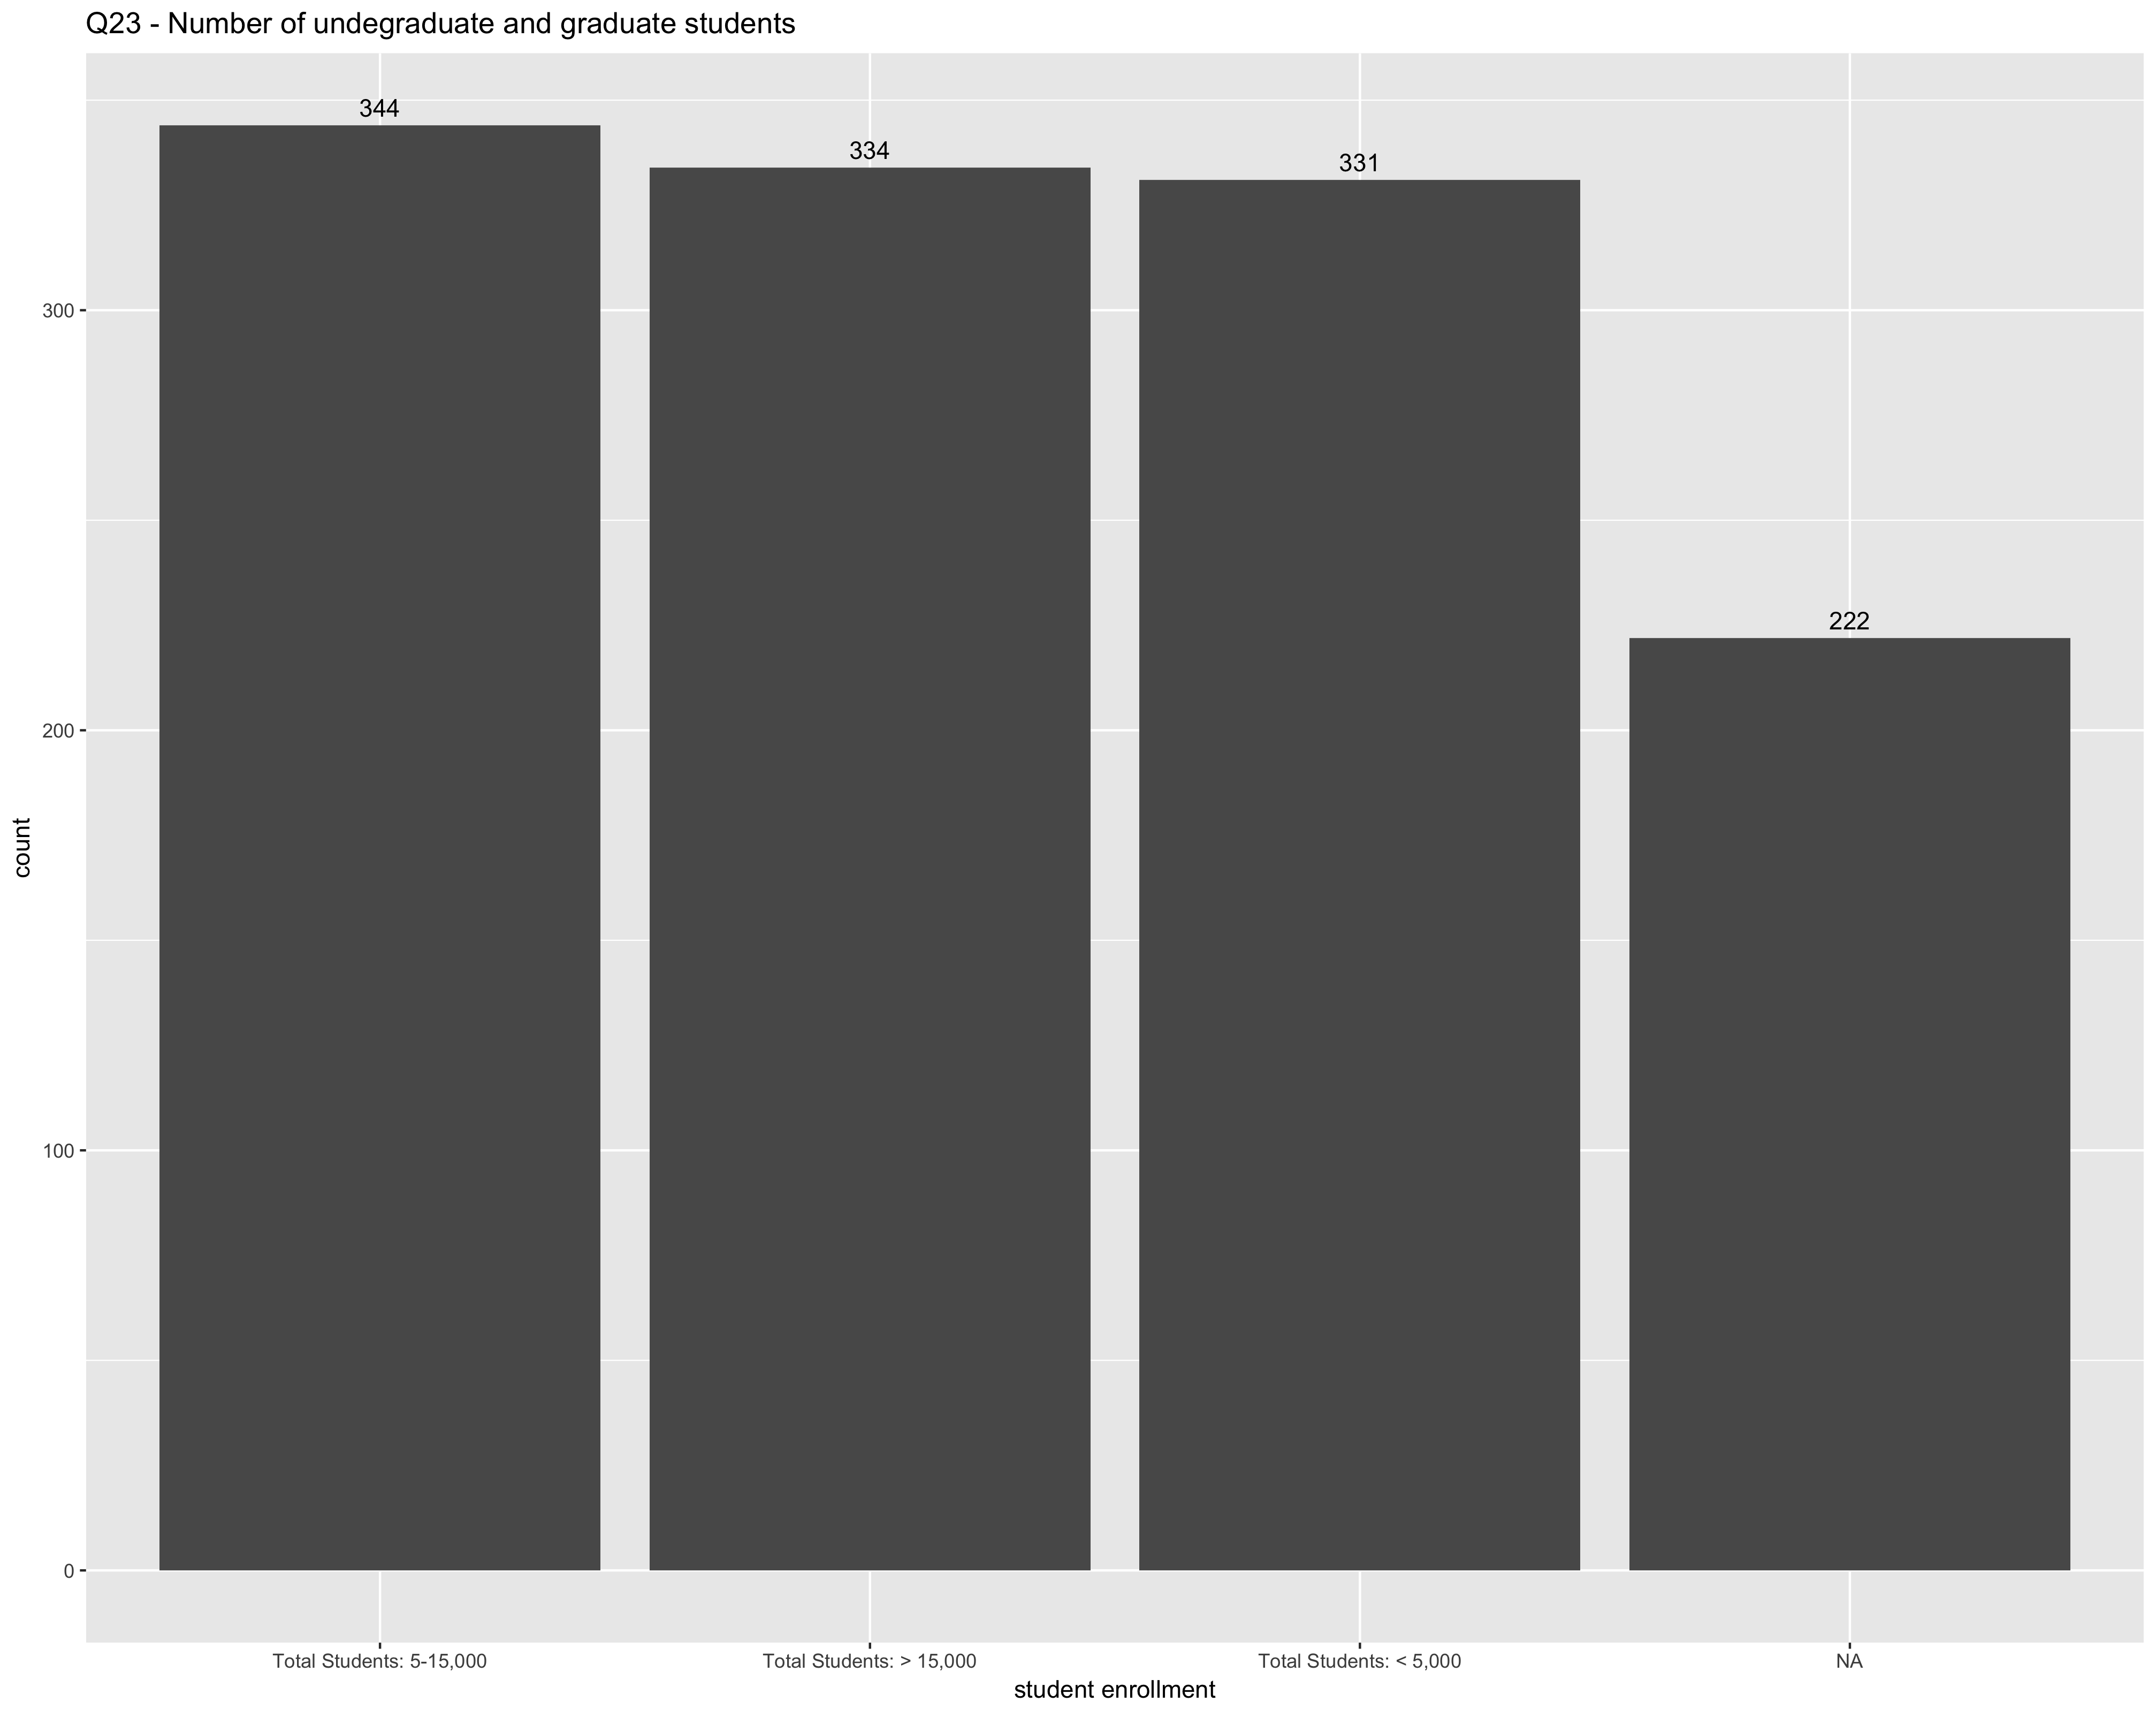 Q23 - Number of undegraduate and graduate students
344
334
331
222
300
200
100
0
count
Total Students: 5-15,000
Total Students: > 15,000
Total Students: < 5,000
NA
student enrollment